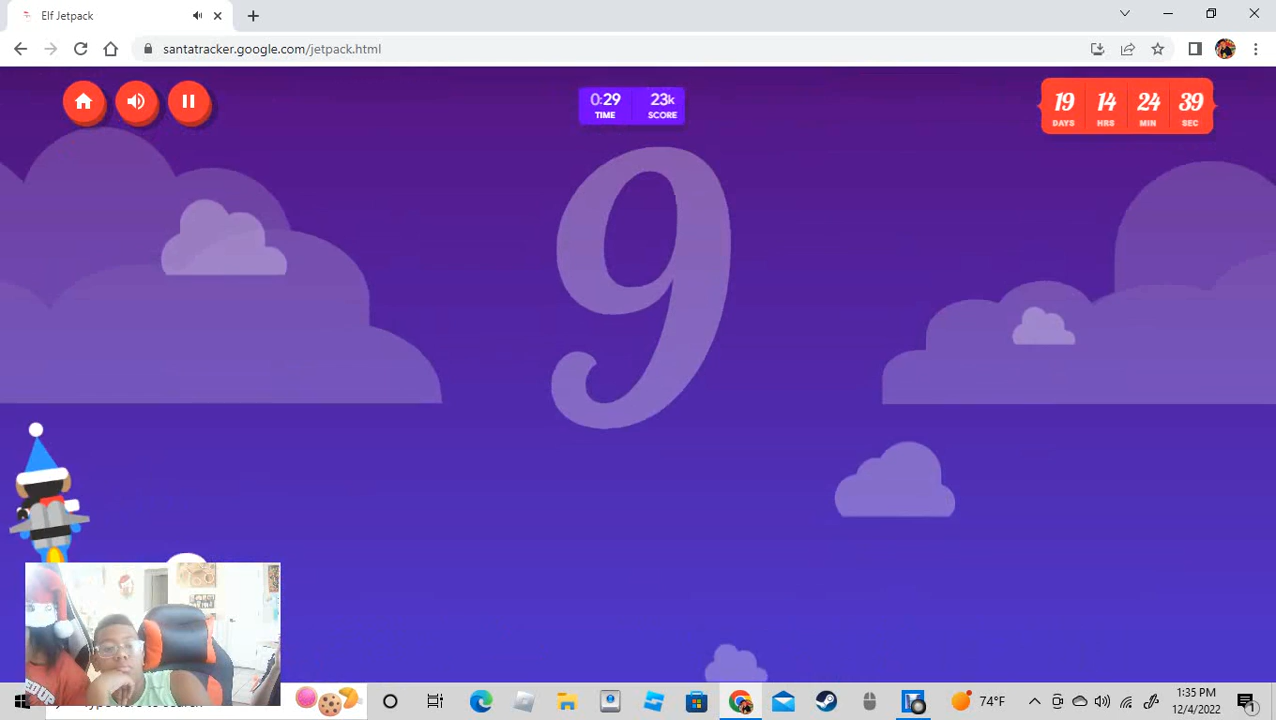 Elf Jetpack
santatracker.google.com/jetpack.html
0:29
TIME
23k
SCORE
19
DAYS
14
HRS
24
MIN
39
SEC
9
74°F
1:35 PM
12/4/2022
1